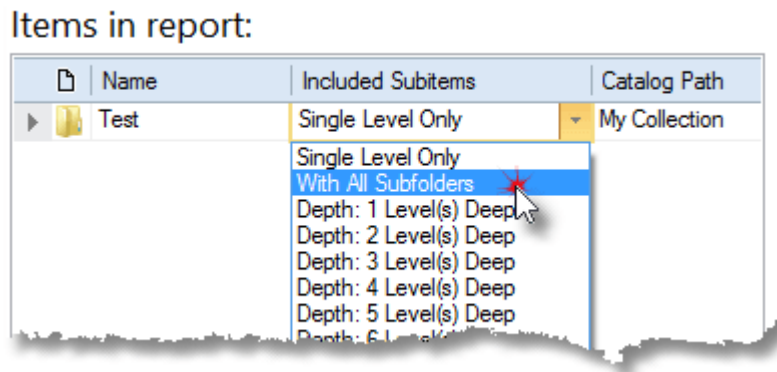 Items in report:
Name Included Subitems Catalog Path
Test Single Level Only My Collection
Single Level Only
With All Subfolders
Depth: 1 Level(s) Deep
Depth: 2 Level(s) Deep
Depth: 3 Level(s) Deep
Depth: 4 Level(s) Deep
Depth: 5 Level(s) Deep
Depth: 6